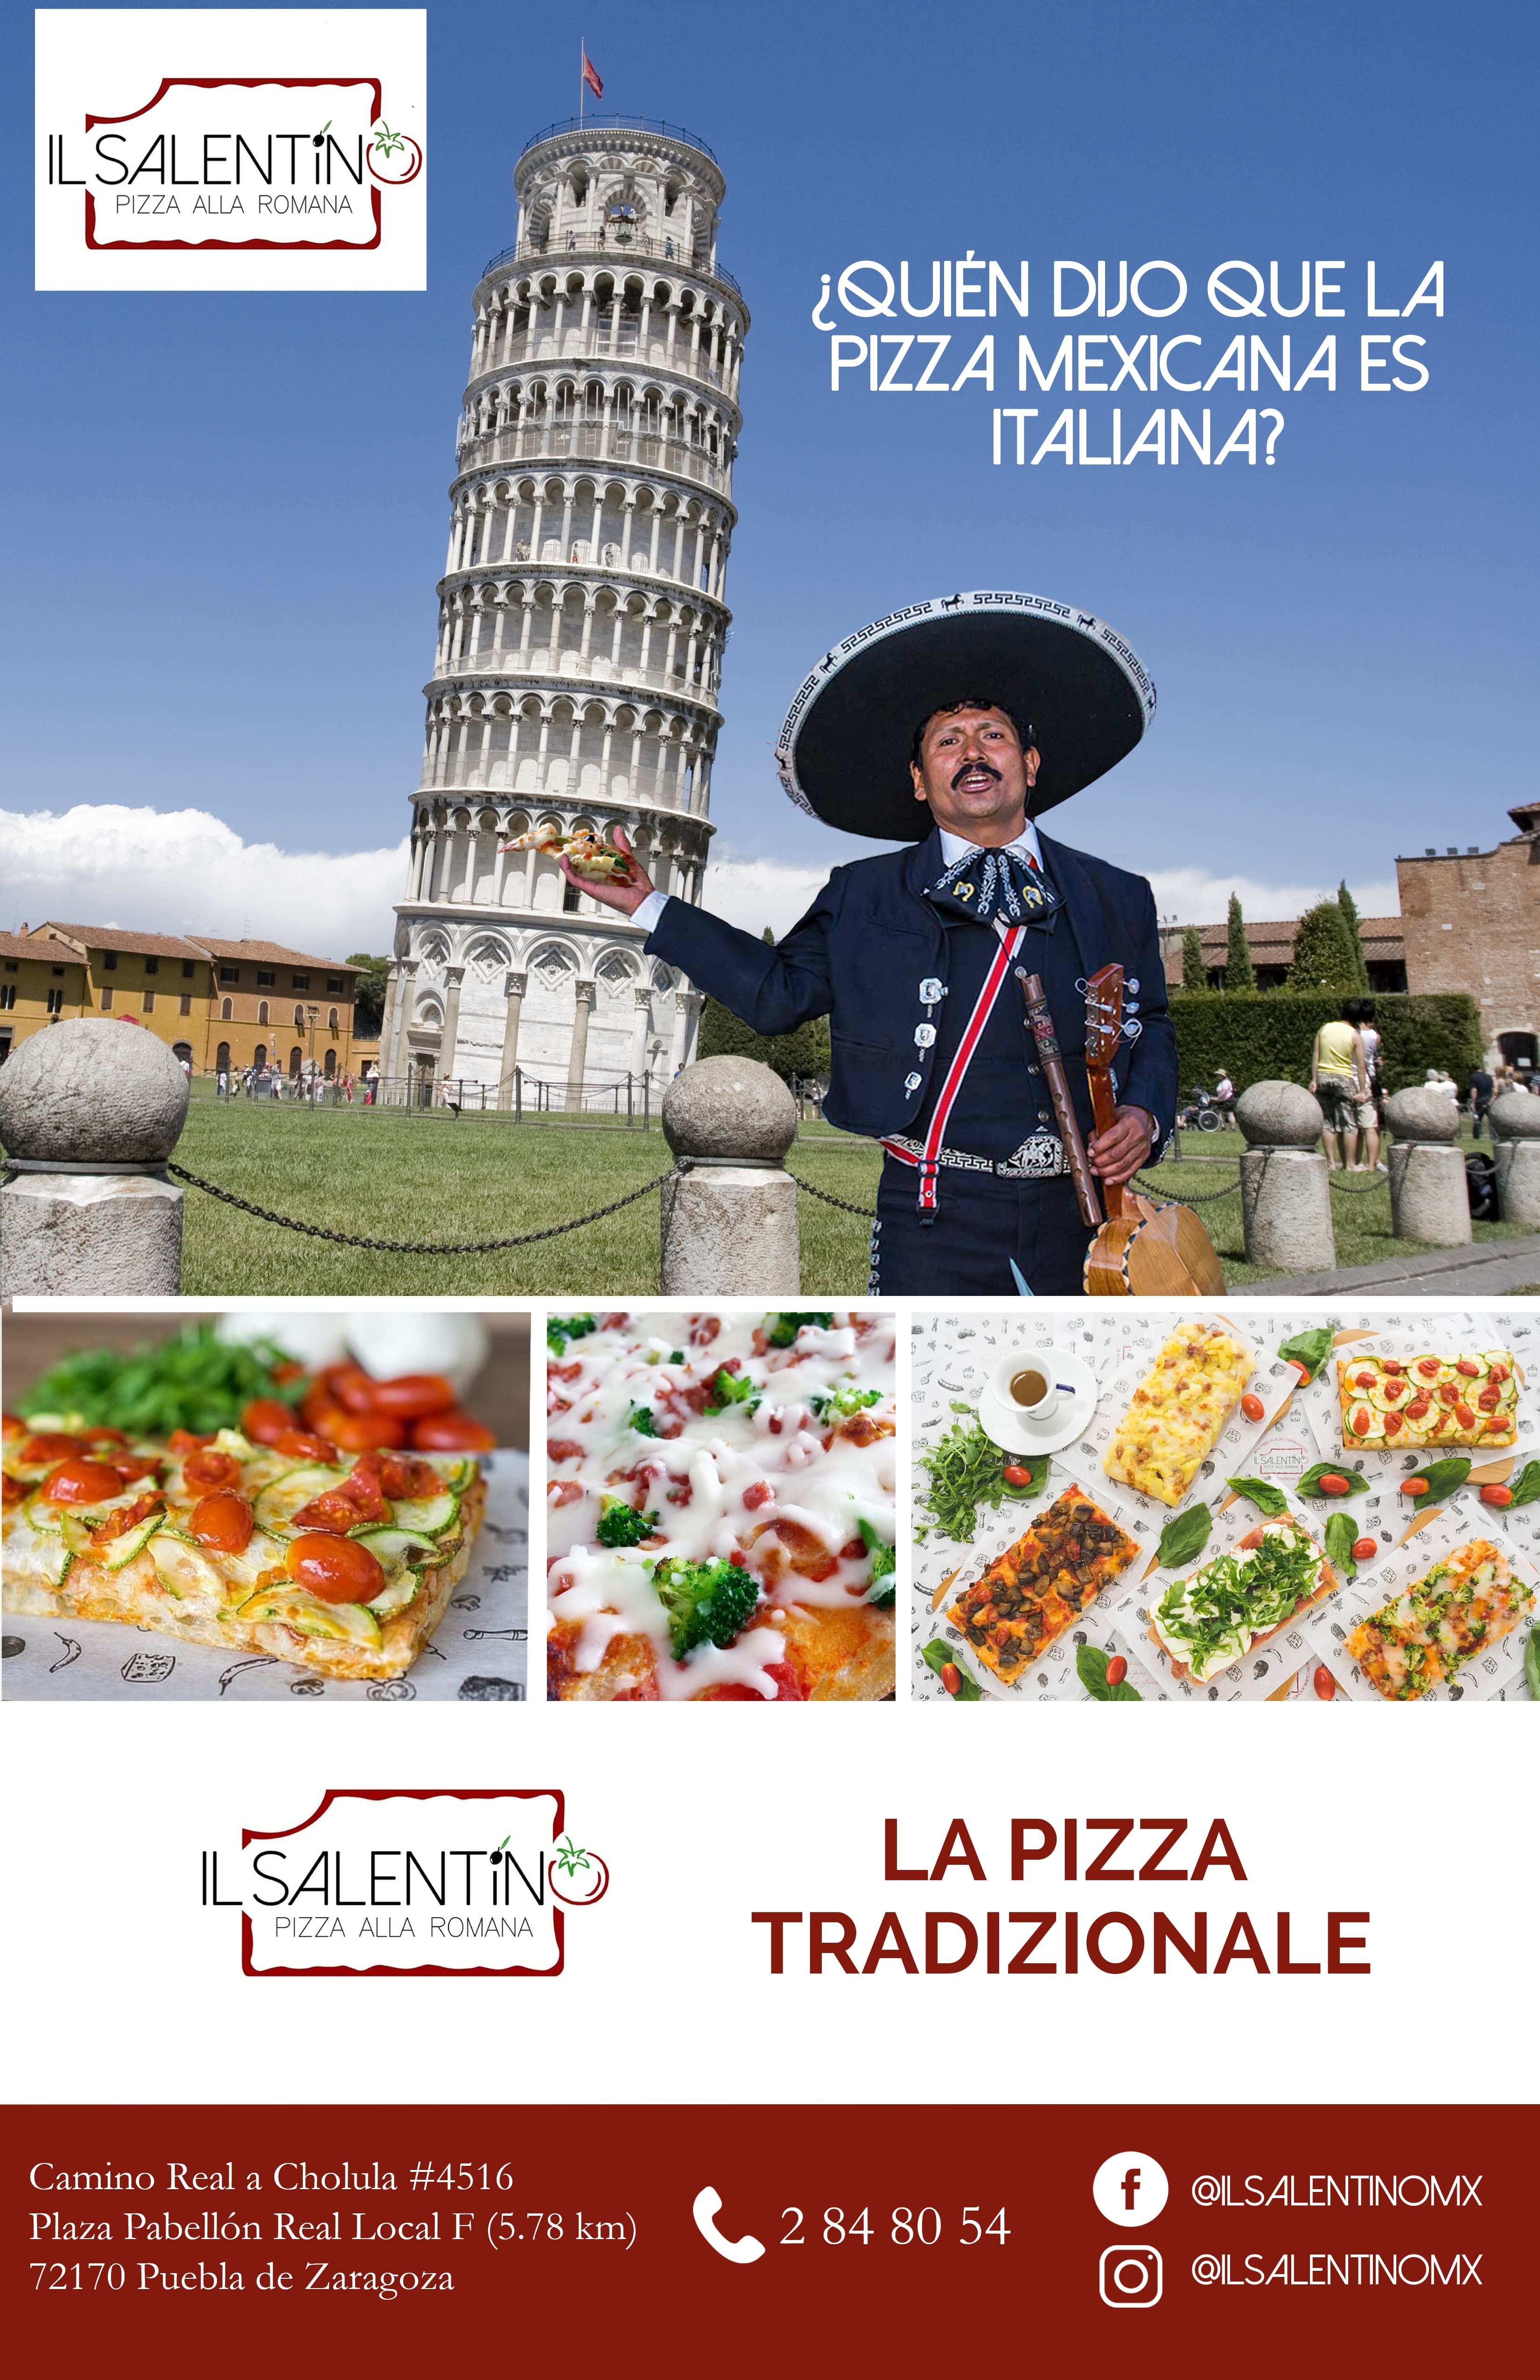 IL SALENTINO
PIZZA ALLA ROMANA
¿QUIÉN DIJO QUE LA
PIZZA MEXICANA ES
ITALIANA?
IL SALENTINO
IL SALENTINO
PIZZA ALLA ROMANA
LA PIZZA
TRADIZIONALE
Camino Real a Cholula #4516
Plaza Pabellón Real Local F (5.78 km)
72170 Puebla de Zaragoza
2 84 80 54
@ILSALENTINOMX
@ILSALENTINOMX